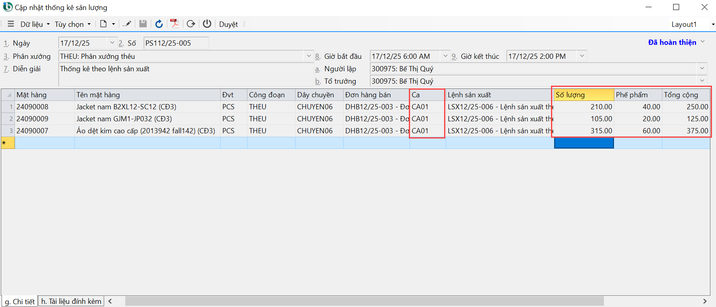 Cập nhật thống kê sản lượng
Dữ liệu Tùy chọn Duyệt Layout1
1. Ngày 17/12/25 2. Số PS112/25-005 Đã hoàn thiện
3. Phân xưởng THEU: Phân xưởng thêu 8. Giờ bắt đầu 17/12/25 6:00 AM 9. Giờ kết thúc 17/12/25 2:00 PM
7. Diễn giải Thống kê theo lệnh sản xuất a. Người lập 300975: Bế Thị Quý
b. Tổ trưởng 300975: Bế Thị Quý
Mặt hàng Tên mặt hàng Đvt Công đoạn Dây chuyền Đơn hàng bán Ca Lệnh sản xuất Số lượng Phế phẩm Tổng cộng
1 24090008 Jacket nam B2XL12-SC12 (CĐ3) PCS THEU CHUYEN06 DHB12/25-003 - Đơ CA01 LSX12/25-006 - Lệnh sản xuất the 210.00 40.00 250.00
2 24090009 Jacket nam GJM1-JP032 (CĐ3) PCS THEU CHUYEN06 DHB12/25-003 - Đơ CA01 LSX12/25-006 - Lệnh sản xuất the 105.00 20.00 125.00
3 24090007 Áo dệt kim cao cấp (2013942 fall142) (CĐ3) PCS THEU CHUYEN06 DHB12/25-003 - Đơ CA01 LSX12/25-006 - Lệnh sản xuất the 315.00 60.00 375.00
g. Chi tiết h. Tài liệu đính kèm